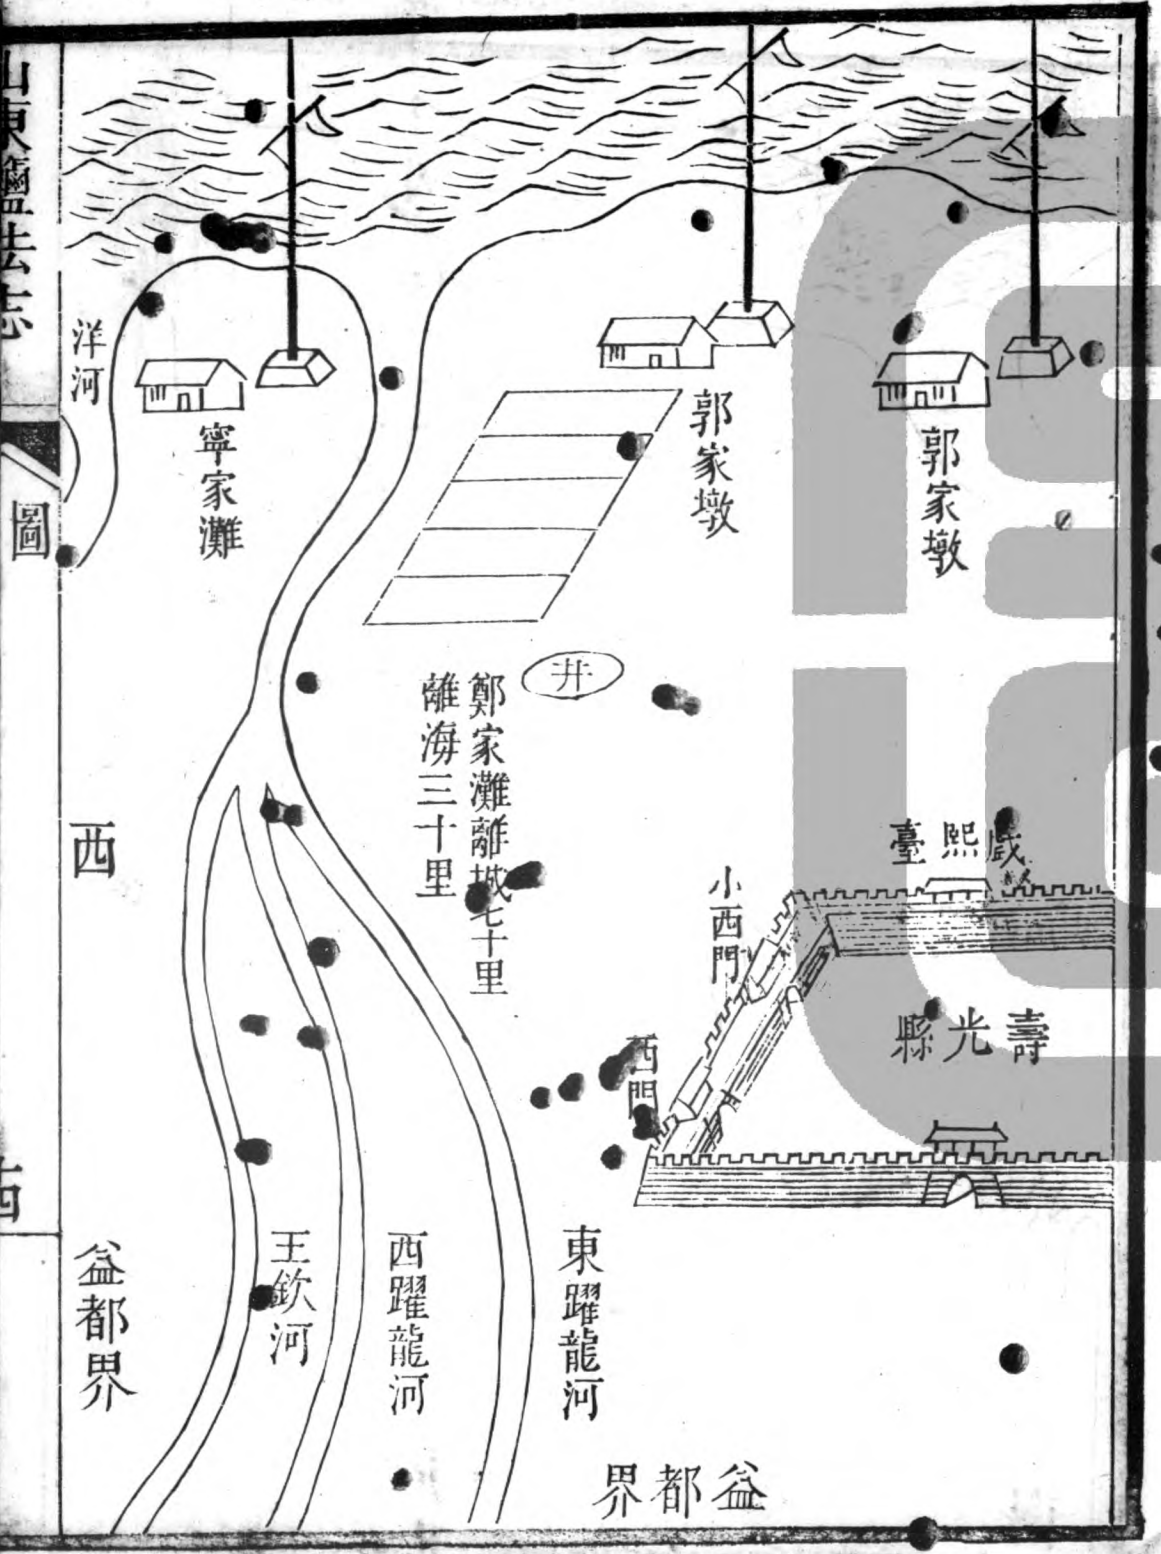 郭家墩
郭家墩
寧家灘
洋河
井
鄭家灘離城七十里
離海三十里
熙臺
小西門
西門
壽光縣
東躍龍河
西躍龍河
王欽河
西
益都界
益都界
山東鹽法志
圖